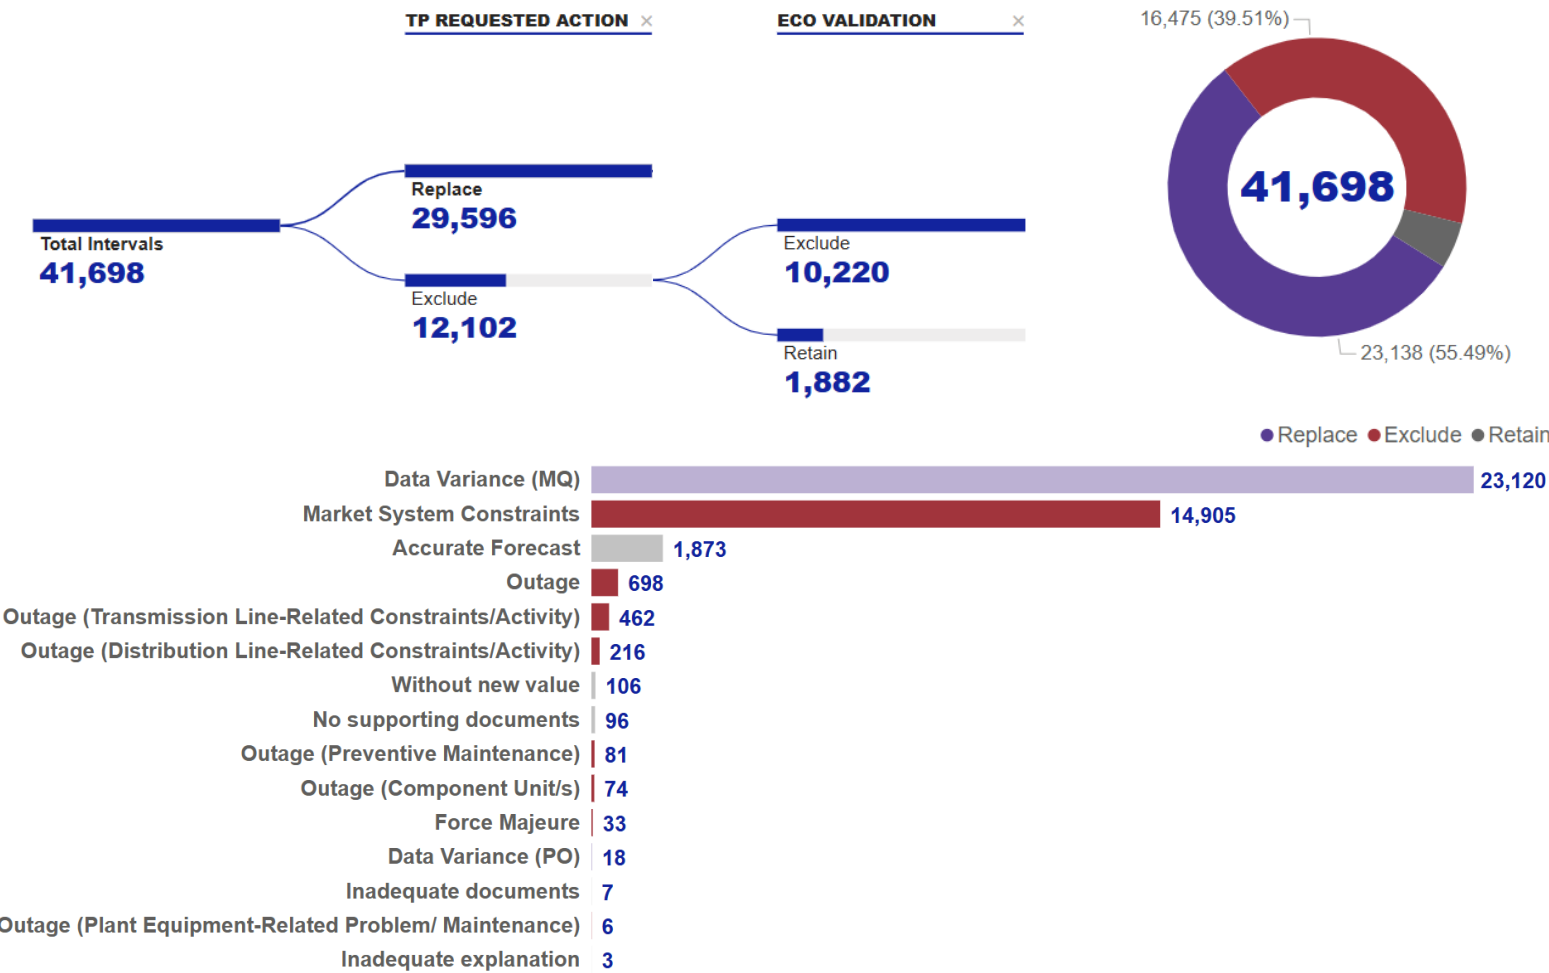 TP REQUESTED ACTION ×
ECO VALIDATION ×
16,475 (39.51%)
Replace
29,596
Total Intervals
41,698
Exclude
12,102
Exclude
10,220
Retain
1,882
41,698
23,138 (55.49%)
Replace Exclude Retain
Data Variance (MQ) 23,120
Market System Constraints 14,905
Accurate Forecast 1,873
Outage 698
Outage (Transmission Line-Related Constraints/Activity) 462
Outage (Distribution Line-Related Constraints/Activity) 216
Without new value 106
No supporting documents 96
Outage (Preventive Maintenance) 81
Outage (Component Unit/s) 74
Force Majeure 33
Data Variance (PO) 18
Inadequate documents 7
Outage (Plant Equipment-Related Problem/ Maintenance) 6
Inadequate explanation 3